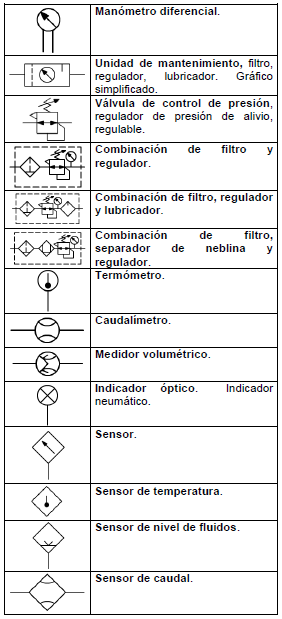 Manómetro diferencial.
Unidad de mantenimiento, filtro,
regulador, lubricador. Gráfico
simplificado.
Válvula de control de presión,
regulador de presión de alivio,
regulable.
Combinación de filtro y
regulador.
Combinación de filtro, regulador
y lubricador.
Combinación de filtro,
separador de neblina y
regulador.
Termómetro.
Caudalímetro.
Medidor volumétrico.
Indicador óptico. Indicador
neumático.
Sensor.
Sensor de temperatura.
Sensor de nivel de fluidos.
Sensor de caudal.